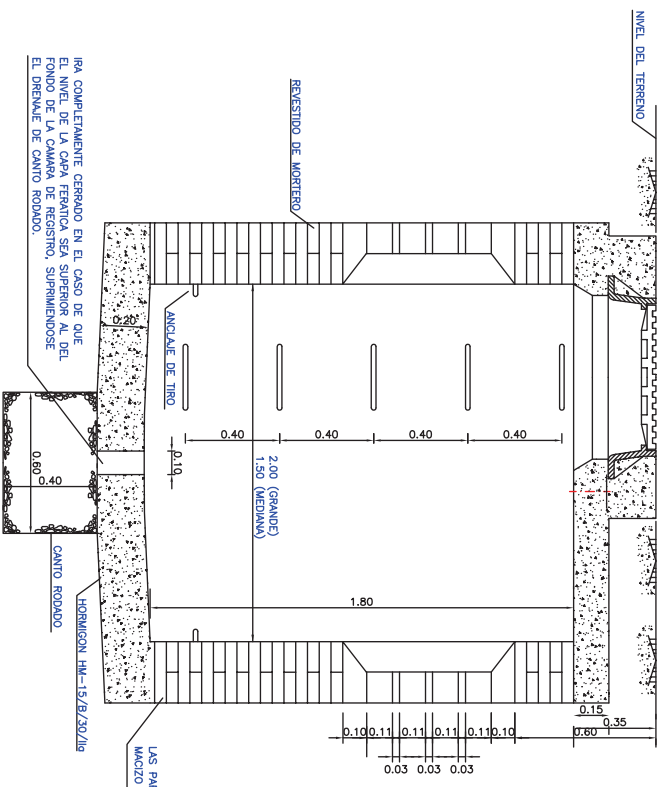 NIVEL DEL TERRENO
REVESTIDO DE MORTERO
IRA COMPLETAMENTE CERRADO EN EL CASO DE QUE
EL NIVEL DE LA CAPA FERATICA SEA SUPERIOR AL DEL
FONDO DE LA CAMARA DE REGISTRO, SUPRIMIENDOSE
EL DRENAJE DE CANTO RODADO.
ANCLAJE DE TIRO
0.20
0.40
0.40
0.40
0.40
2.00 (GRANDE)
1.50 (MEDIANA)
0.10
0.60
0.40
CANTO RODADO
HORMIGON HM-15/B/30/IIa
1.80
LAS PAI
MACIZO
0.15
0.35
0.60
0.10
0.11
0.11
0.11
0.11
0.10
0.03
0.03
0.03